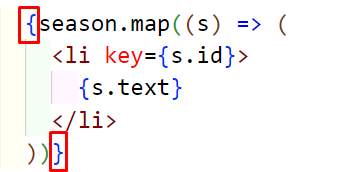 {season.map((s) => (
<li key={s.id}>
{s.text}
</li>
))}